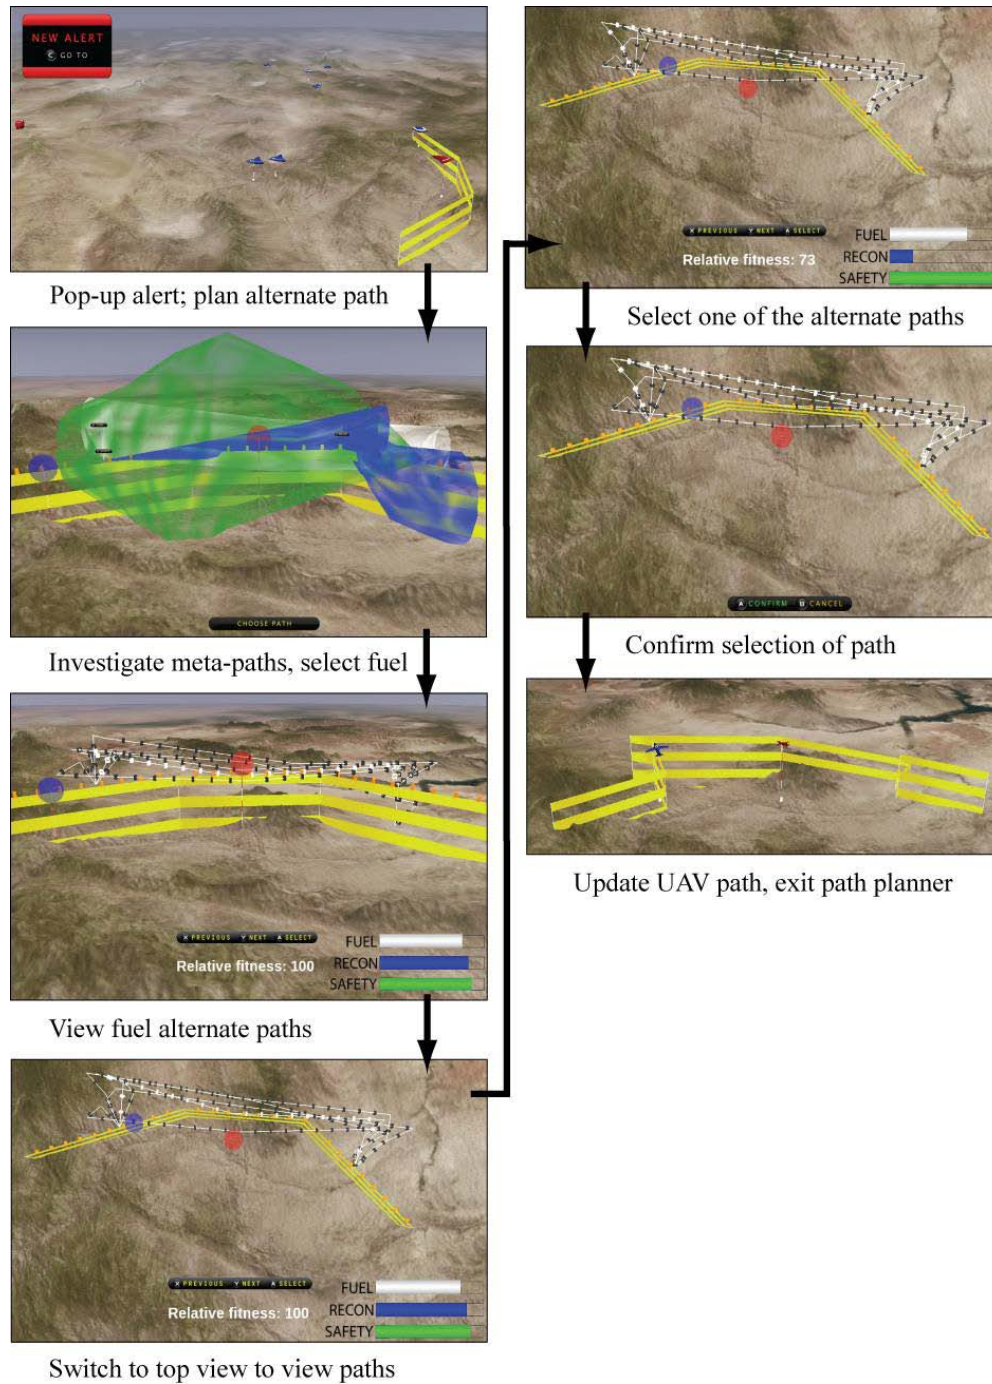 NEW ALERT
C GO TO
Pop-up alert; plan alternate path
CHOOSE PATH
Investigate meta-paths, select fuel
X PREVIOUS Y NEXT A SELECT
Relative fitness: 100
FUEL
RECON
SAFETY
View fuel alternate paths
X PREVIOUS Y NEXT A SELECT
Relative fitness: 100
FUEL
RECON
SAFETY
Switch to top view to view paths
X PREVIOUS Y NEXT A SELECT
Relative fitness: 73
FUEL
RECON
SAFETY
Select one of the alternate paths
A CONFIRM B CANCEL
Confirm selection of path
Update UAV path, exit path planner